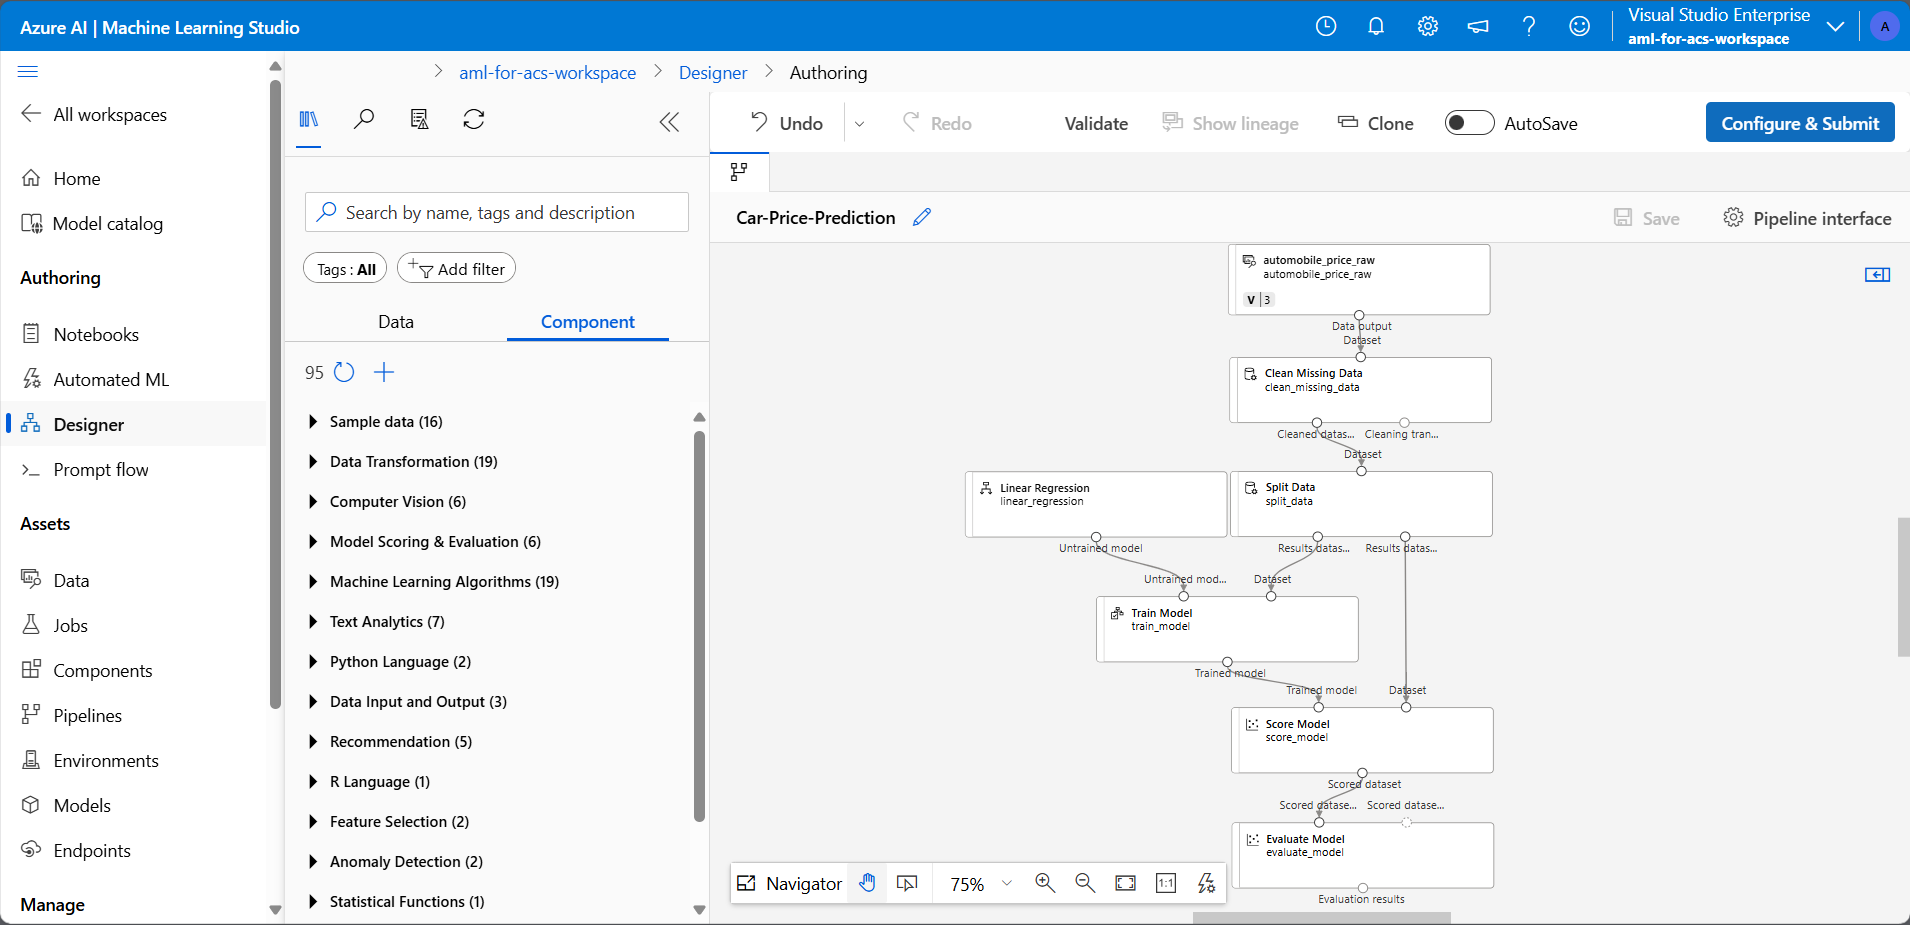 Azure AI | Machine Learning Studio
Visual Studio Enterprise
aml-for-acs-workspace
A
All workspaces
Home
Model catalog
Authoring
Notebooks
Automated ML
Designer
Prompt flow
Assets
Data
Jobs
Components
Pipelines
Environments
Models
Endpoints
Manage
aml-for-acs-workspace > Designer > Authoring
Search by name, tags and description
Tags : All
Add filter
Data
Component
95
Sample data (16)
Data Transformation (19)
Computer Vision (6)
Model Scoring & Evaluation (6)
Machine Learning Algorithms (19)
Text Analytics (7)
Python Language (2)
Data Input and Output (3)
Recommendation (5)
R Language (1)
Feature Selection (2)
Anomaly Detection (2)
Statistical Functions (1)
Undo
Redo
Validate
Show lineage
Clone
AutoSave
Configure & Submit
Car-Price-Prediction
Save
Pipeline interface
automobile_price_raw
automobile_price_raw
V | 3
Data output
Dataset
Clean Missing Data
clean_missing_data
Cleaned datas...
Cleaning tran...
Dataset
Linear Regression
linear_regression
Split Data
split_data
Untrained model
Results datas...
Results datas...
Untrained mod...
Dataset
Train Model
train_model
Trained model
Trained model
Dataset
Score Model
score_model
Scored dataset
Scored datase...
Scored datase...
Evaluate Model
evaluate_model
Evaluation results
Navigator
75%
1:1